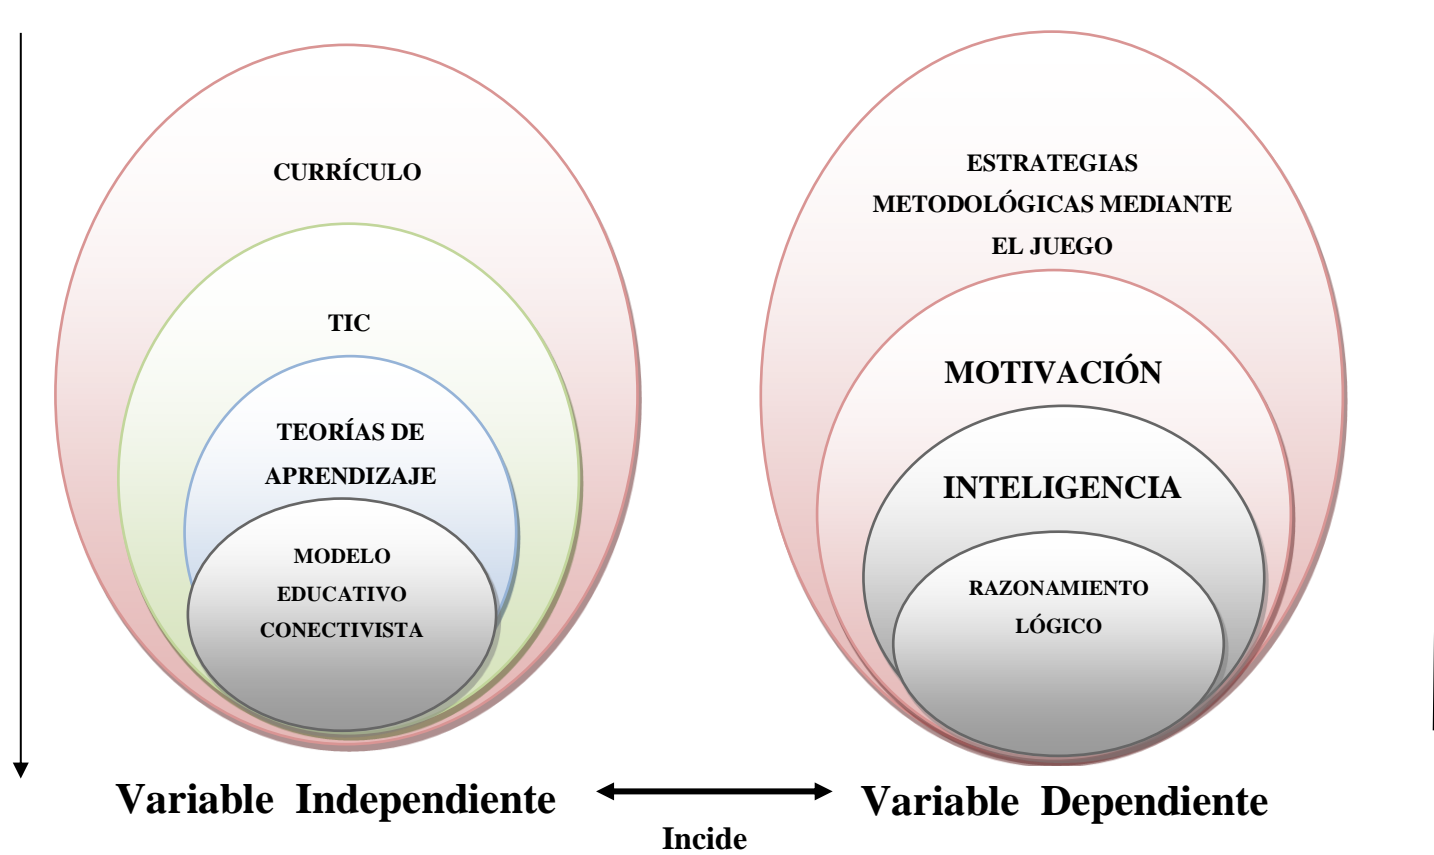 CURRÍCULO
TIC
TEORÍAS DE
APRENDIZAJE
MODELO
EDUCATIVO
CONECTIVISTA
ESTRATEGIAS
METODOLÓGICAS MEDIANTE
EL JUEGO
MOTIVACIÓN
INTELIGENCIA
RAZONAMIENTO
LÓGICO
Variable Independiente
Incide
Variable Dependiente